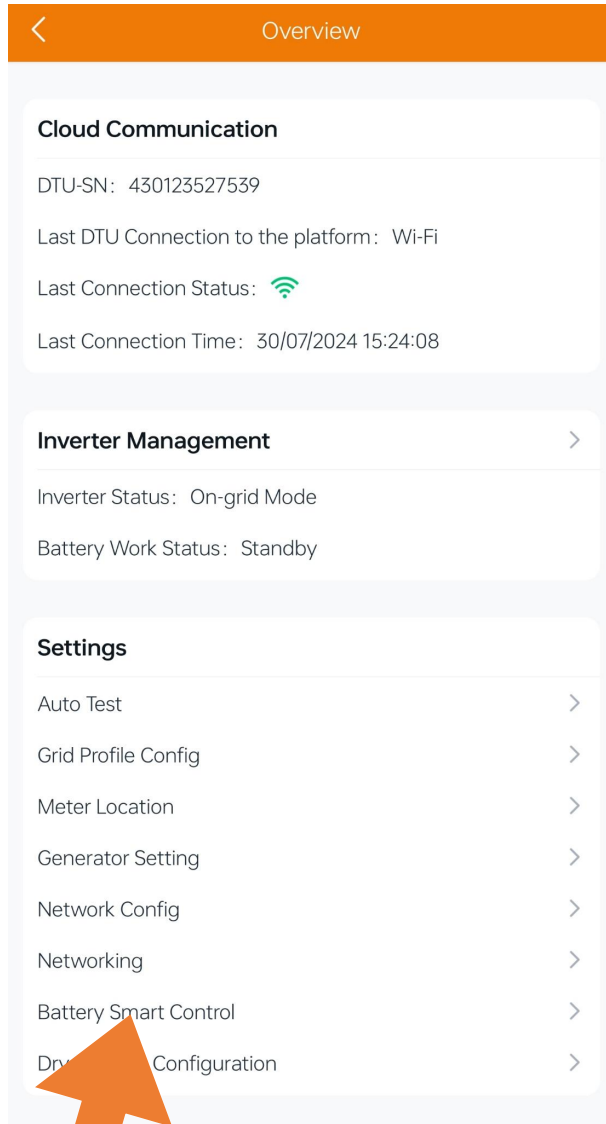 Overview
Cloud Communication
DTU-SN: 430123527539
Last DTU Connection to the platform: Wi-Fi
Last Connection Status:
Last Connection Time: 30/07/2024 15:24:08
Inverter Management
Inverter Status: On-grid Mode
Battery Work Status: Standby
Settings
Auto Test
Grid Profile Config
Meter Location
Generator Setting
Network Config
Networking
Battery Smart Control
Configuration